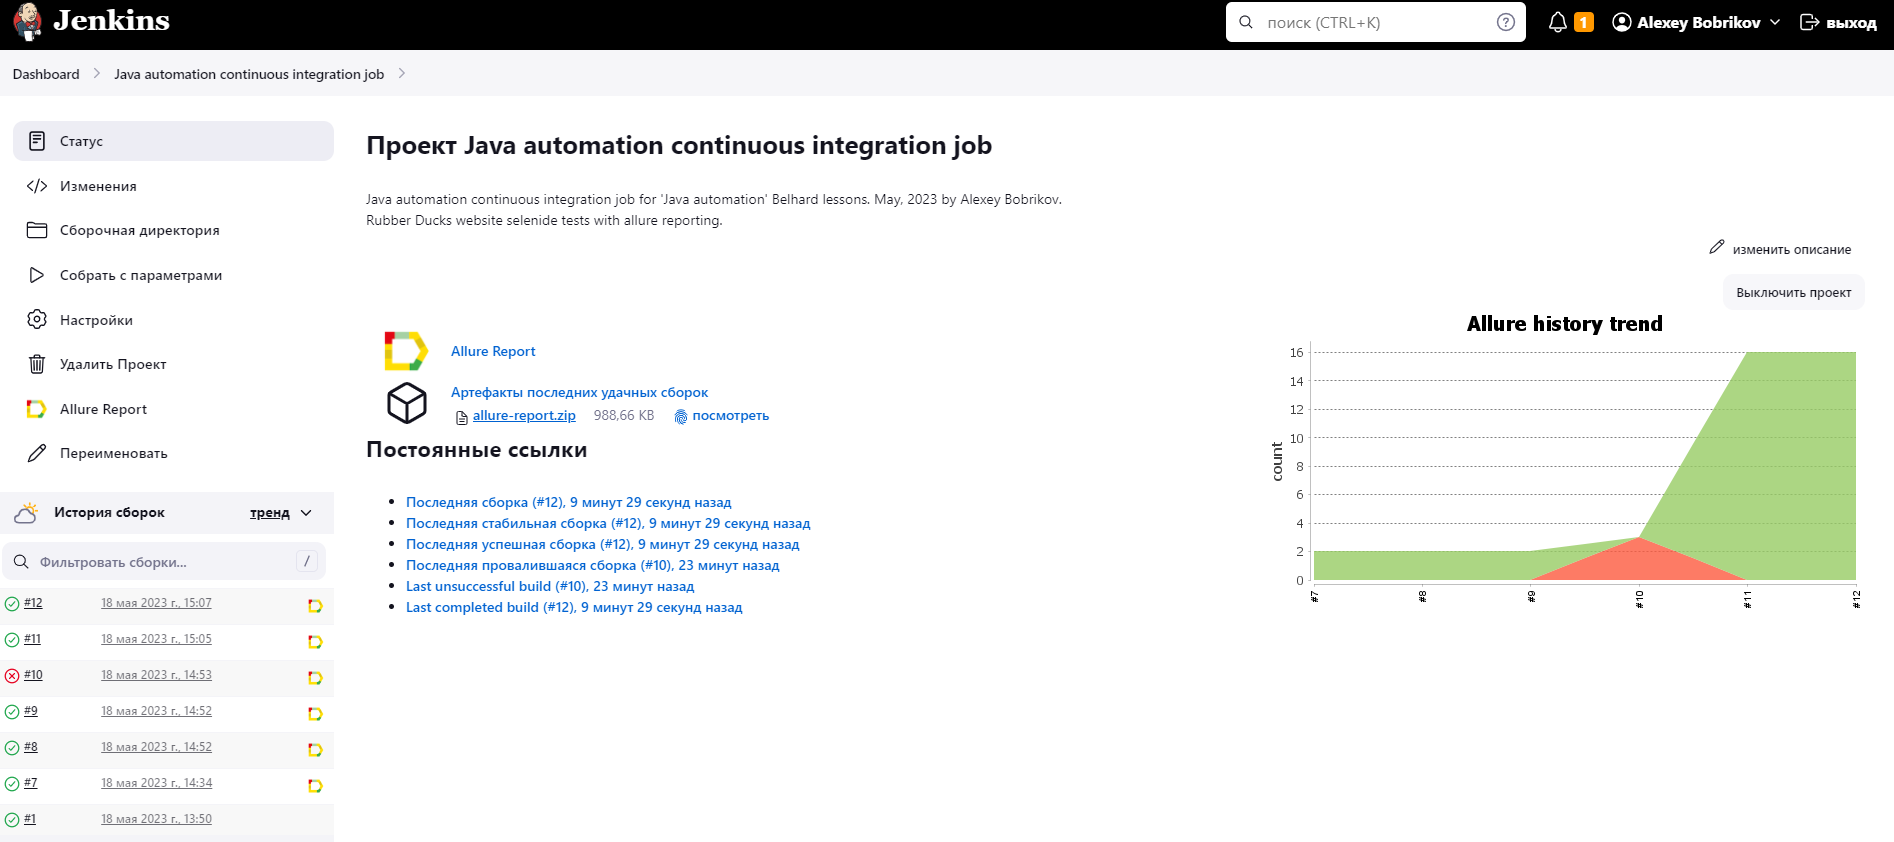 Jenkins
поиск (CTRL+K)
1
Alexey Bobrikov
выход
Dashboard
Java automation continuous integration job
Статус
Изменения
Сборочная директория
Собрать с параметрами
Настройки
Удалить Проект
Allure Report
Переименовать
История сборок
тренд
Фильтровать сборки...
/
#12 18 мая 2023 г., 15:07
#11 18 мая 2023 г., 15:05
#10 18 мая 2023 г., 14:53
#9 18 мая 2023 г., 14:52
#8 18 мая 2023 г., 14:52
#7 18 мая 2023 г., 14:34
#1 18 мая 2023 г., 13:50
Проект Java automation continuous integration job
Java automation continuous integration job for 'Java automation' Belhard lessons. May, 2023 by Alexey Bobrikov.
Rubber Ducks website selenide tests with allure reporting.
изменить описание
Выключить проект
Allure Report
Артефакты последних удачных сборок
allure-report.zip 988,66 KB посмотреть
Постоянные ссылки
Последняя сборка (#12), 9 минут 29 секунд назад
Последняя стабильная сборка (#12), 9 минут 29 секунд назад
Последняя успешная сборка (#12), 9 минут 29 секунд назад
Последняя провалившаяся сборка (#10), 23 минут назад
Last unsuccessful build (#10), 23 минут назад
Last completed build (#12), 9 минут 29 секунд назад
Allure history trend
count
16
14
12
10
8
6
4
2
0
#7
#8
#9
#10
#11
#12